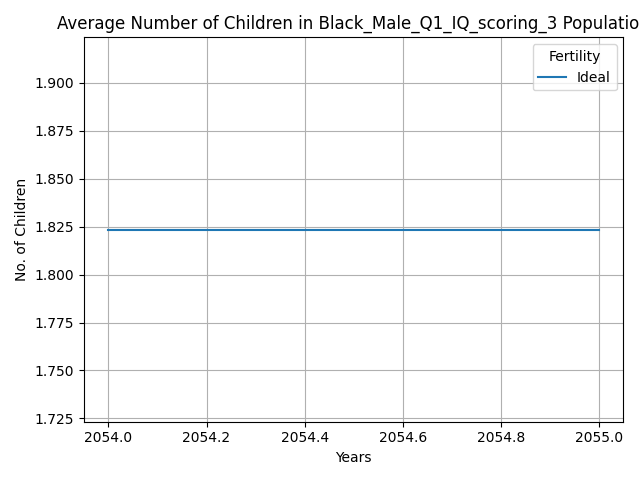 Average Number of Children in Black_Male_Q1_IQ_scoring_3 Populatio
Fertility
Ideal
1.900
1.875
1.850
1.825
1.800
1.775
1.750
1.725
No. of Children
2054.0 2054.2 2054.4 2054.6 2054.8 2055.0
Years